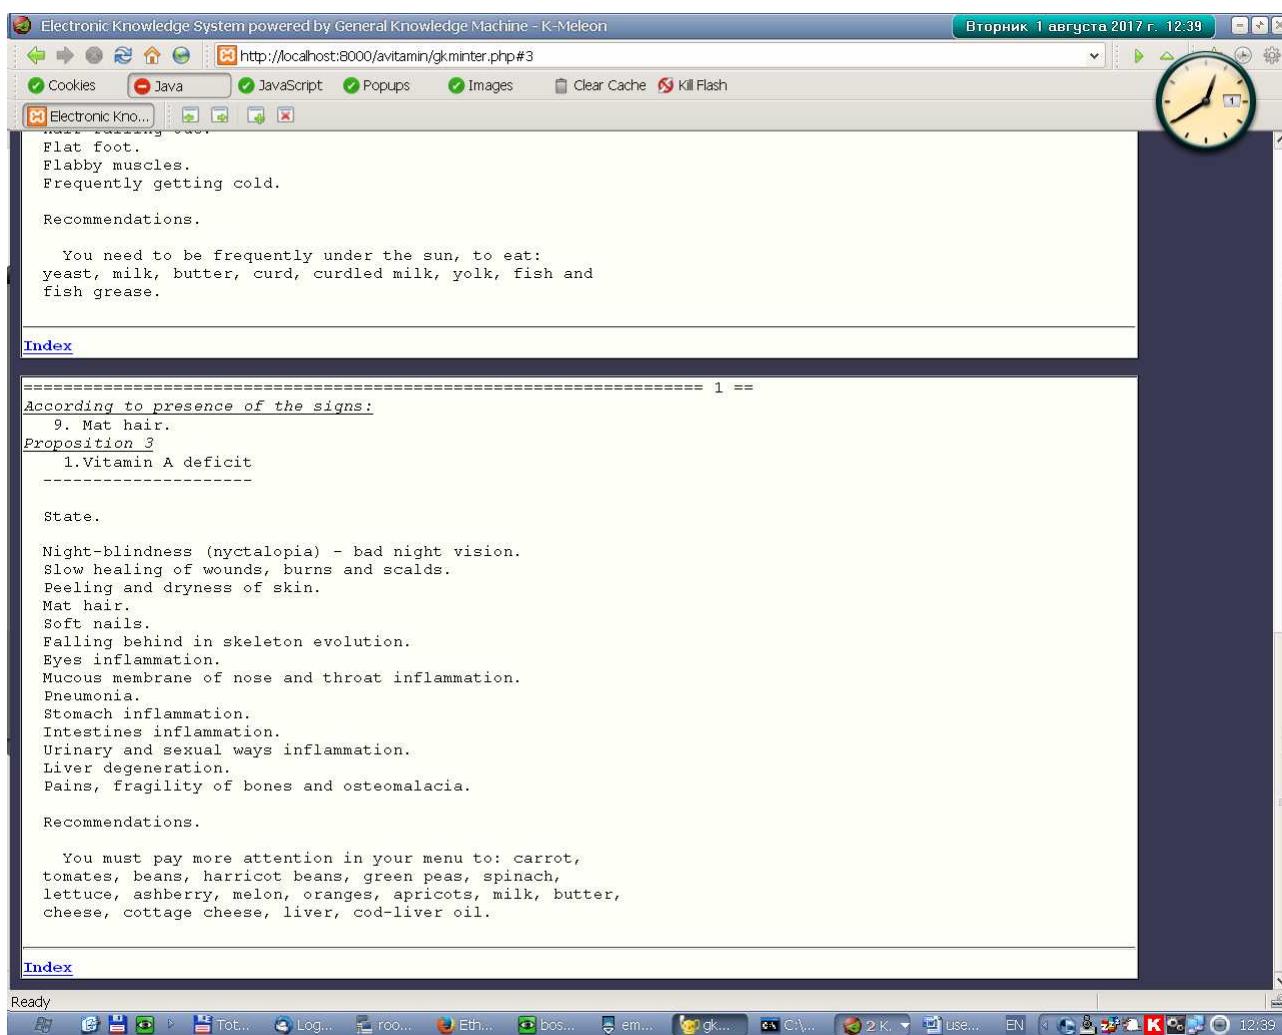 Electronic Knowledge System powered by General Knowledge Machine - K-Meleon
Вторник 1 августа 2017 г. 12:39
http://localhost:8000/avitamin/gkminter.php#3
Cookies Java JavaScript Popups Images Clear Cache Kill Flash
1
Electronic Kno...
Flat foot.
Flabby muscles.
Frequently getting cold.
Recommendations.
You need to be frequently under the sun, to eat:
yeast, milk, butter, curd, curdled milk, yolk, fish and
fish grease.
Index
==================================================================== 1 ==
According to presence of the signs:
9. Mat hair.
Proposition 3
1.Vitamin A deficit
---------------------
State.
Night-blindness (nyctalopia) - bad night vision.
Slow healing of wounds, burns and scalds.
Peeling and dryness of skin.
Mat hair.
Soft nails.
Falling behind in skeleton evolution.
Eyes inflammation.
Mucous membrane of nose and throat inflammation.
Pneumonia.
Stomach inflammation.
Intestines inflammation.
Urinary and sexual ways inflammation.
Liver degeneration.
Pains, fragility of bones and osteomalacia.
Recommendations.
You must pay more attention in your menu to: carrot,
tomatoes, beans, harricot beans, green peas, spinach,
lettuce, ashberry, melon, oranges, apricots, milk, butter,
cheese, cottage cheese, liver, cod-liver oil.
Index
Ready
Tot... Log... roo... Eth... bos... em... gk... C:\... 2 K. use... EN K 12:39